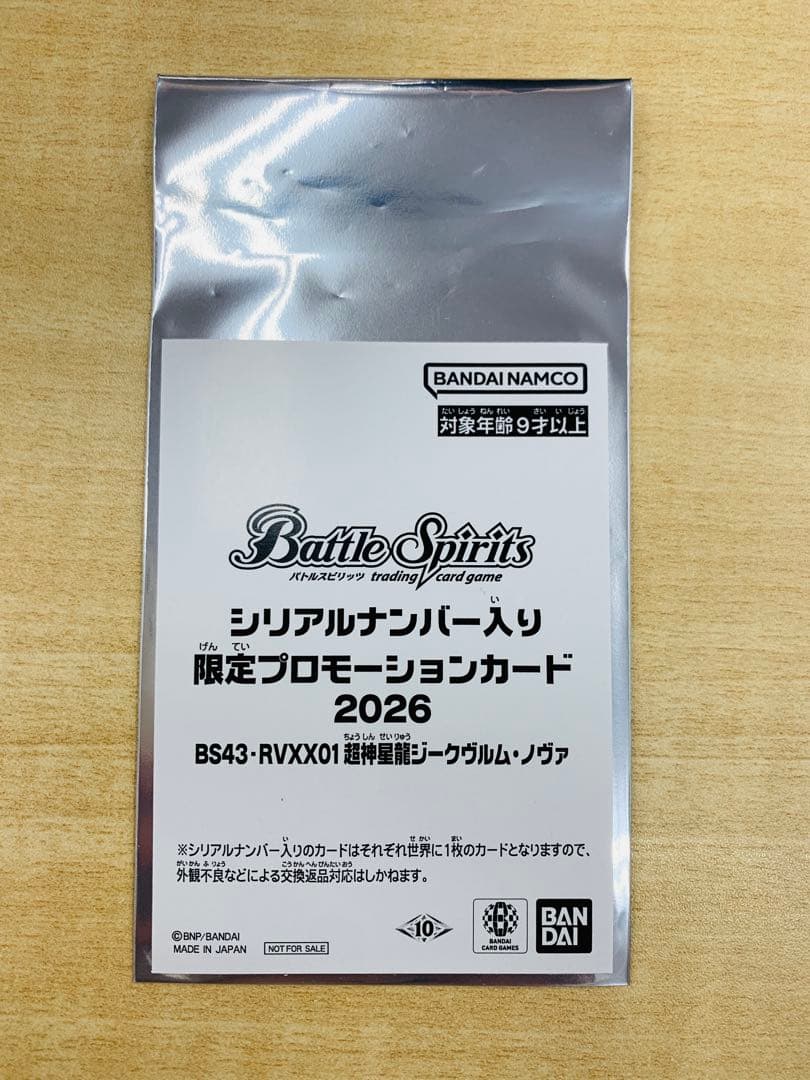 BANDAI NAMCO
たいしょうねんれい さいいじょう
対象年齢9才以上
Battle Spirits
バトルスピリッツ trading card game
い
シリアルナンバー入り
げんてい
限定プロモーションカード
2026
ちょうしんせいりゅう
BS43-RVXX01 超神星龍ジークヴルム・ノヴァ
い せかい まい
※シリアルナンバー入りのカードはそれぞれ世界に1枚のカードとなりますので、
がいかんふりょう こうかんへんぴんたいおう
外観不良などによる交換返品対応はしかねます。
©BNP/BANDAI
MADE IN JAPAN
NOT FOR SALE
10
B
BANDAI
CARD GAMES
BAN
DAI